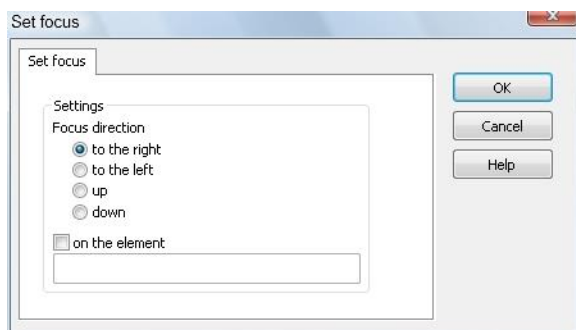 Set focus
Set focus
Settings
Focus direction
to the right
to the left
up
down
on the element
OK
Cancel
Help